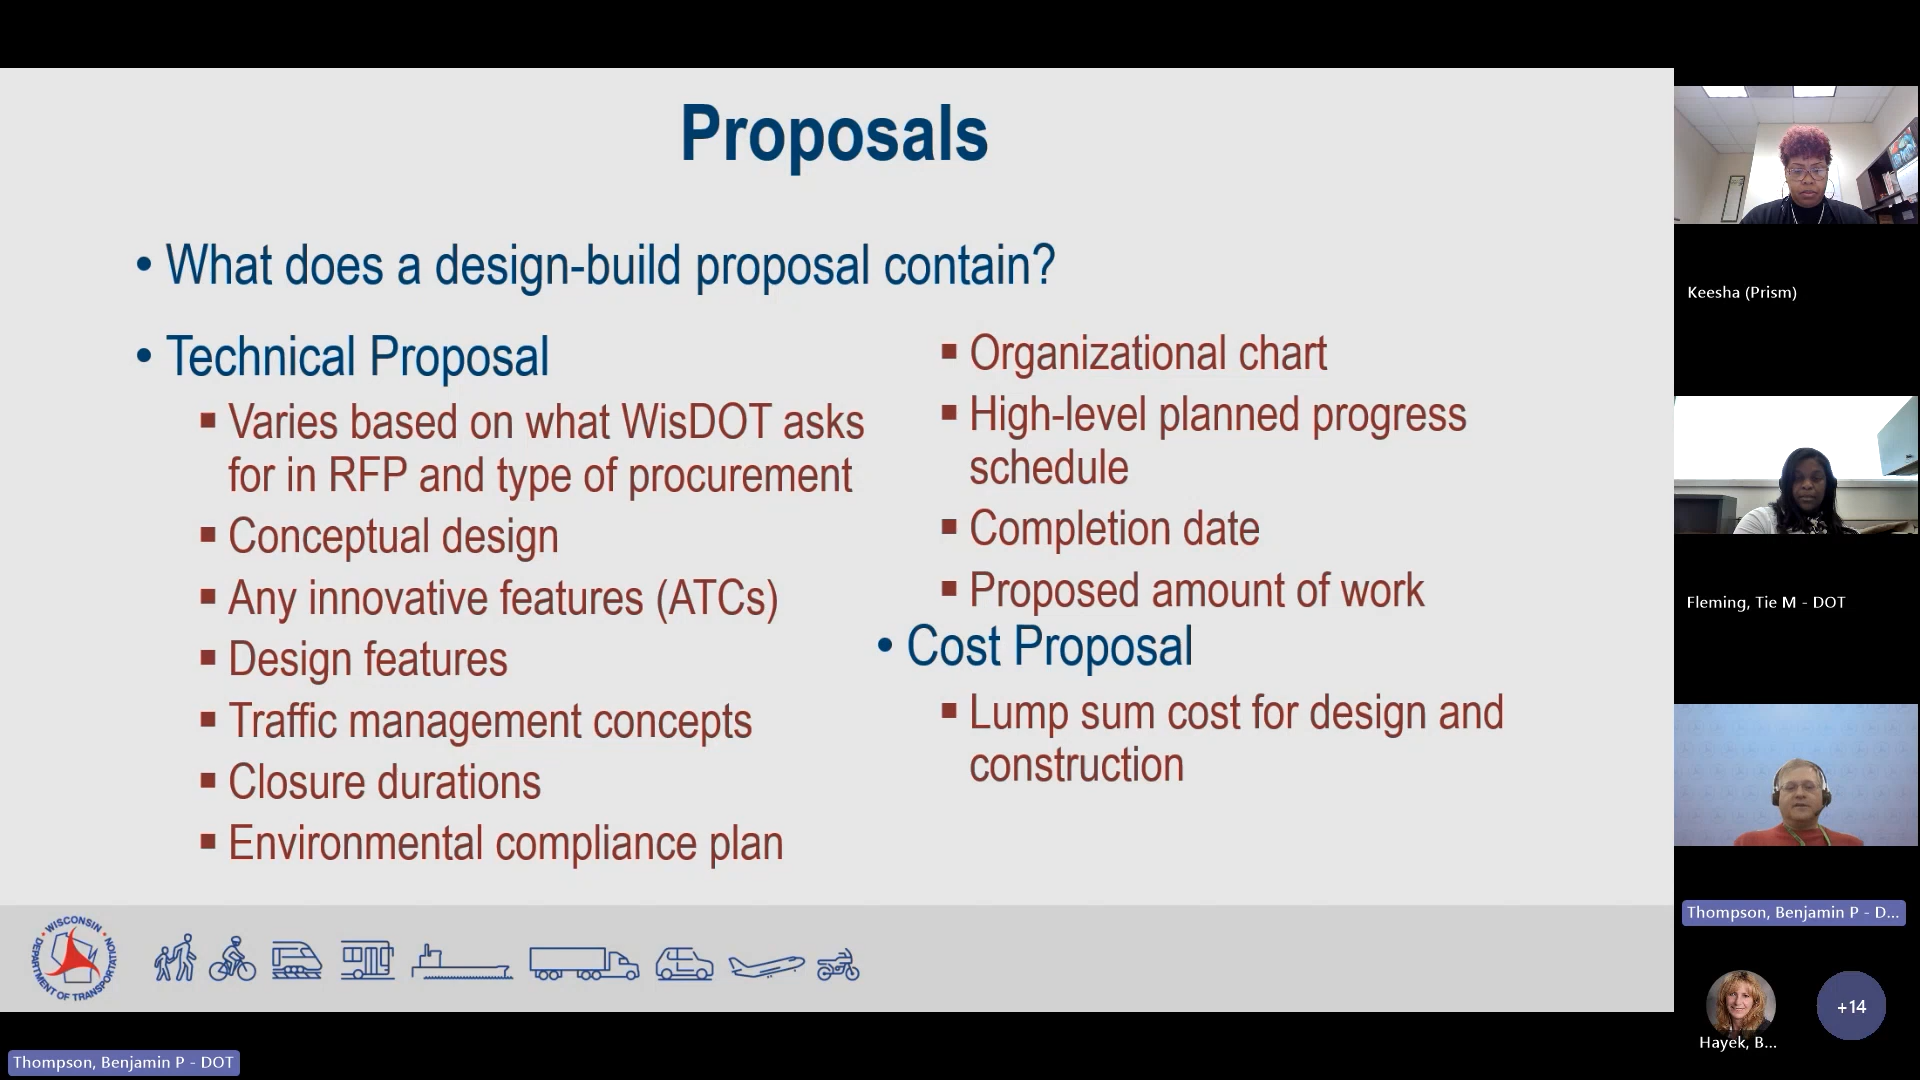 Proposals
• What does a design-build proposal contain?
• Technical Proposal
▪ Varies based on what WisDOT asks
for in RFP and type of procurement
▪ Conceptual design
▪ Any innovative features (ATCs)
▪ Design features
▪ Traffic management concepts
▪ Closure durations
▪ Environmental compliance plan
▪ Organizational chart
▪ High-level planned progress
schedule
▪ Completion date
▪ Proposed amount of work
• Cost Proposal
▪ Lump sum cost for design and
construction
WISCONSIN
DEPARTMENT OF TRANSPORTATION
Thompson, Benjamin P - DOT
Keesha (Prism)
Fleming, Tie M - DOT
Thompson, Benjamin P - D...
Hayek, B...
+14